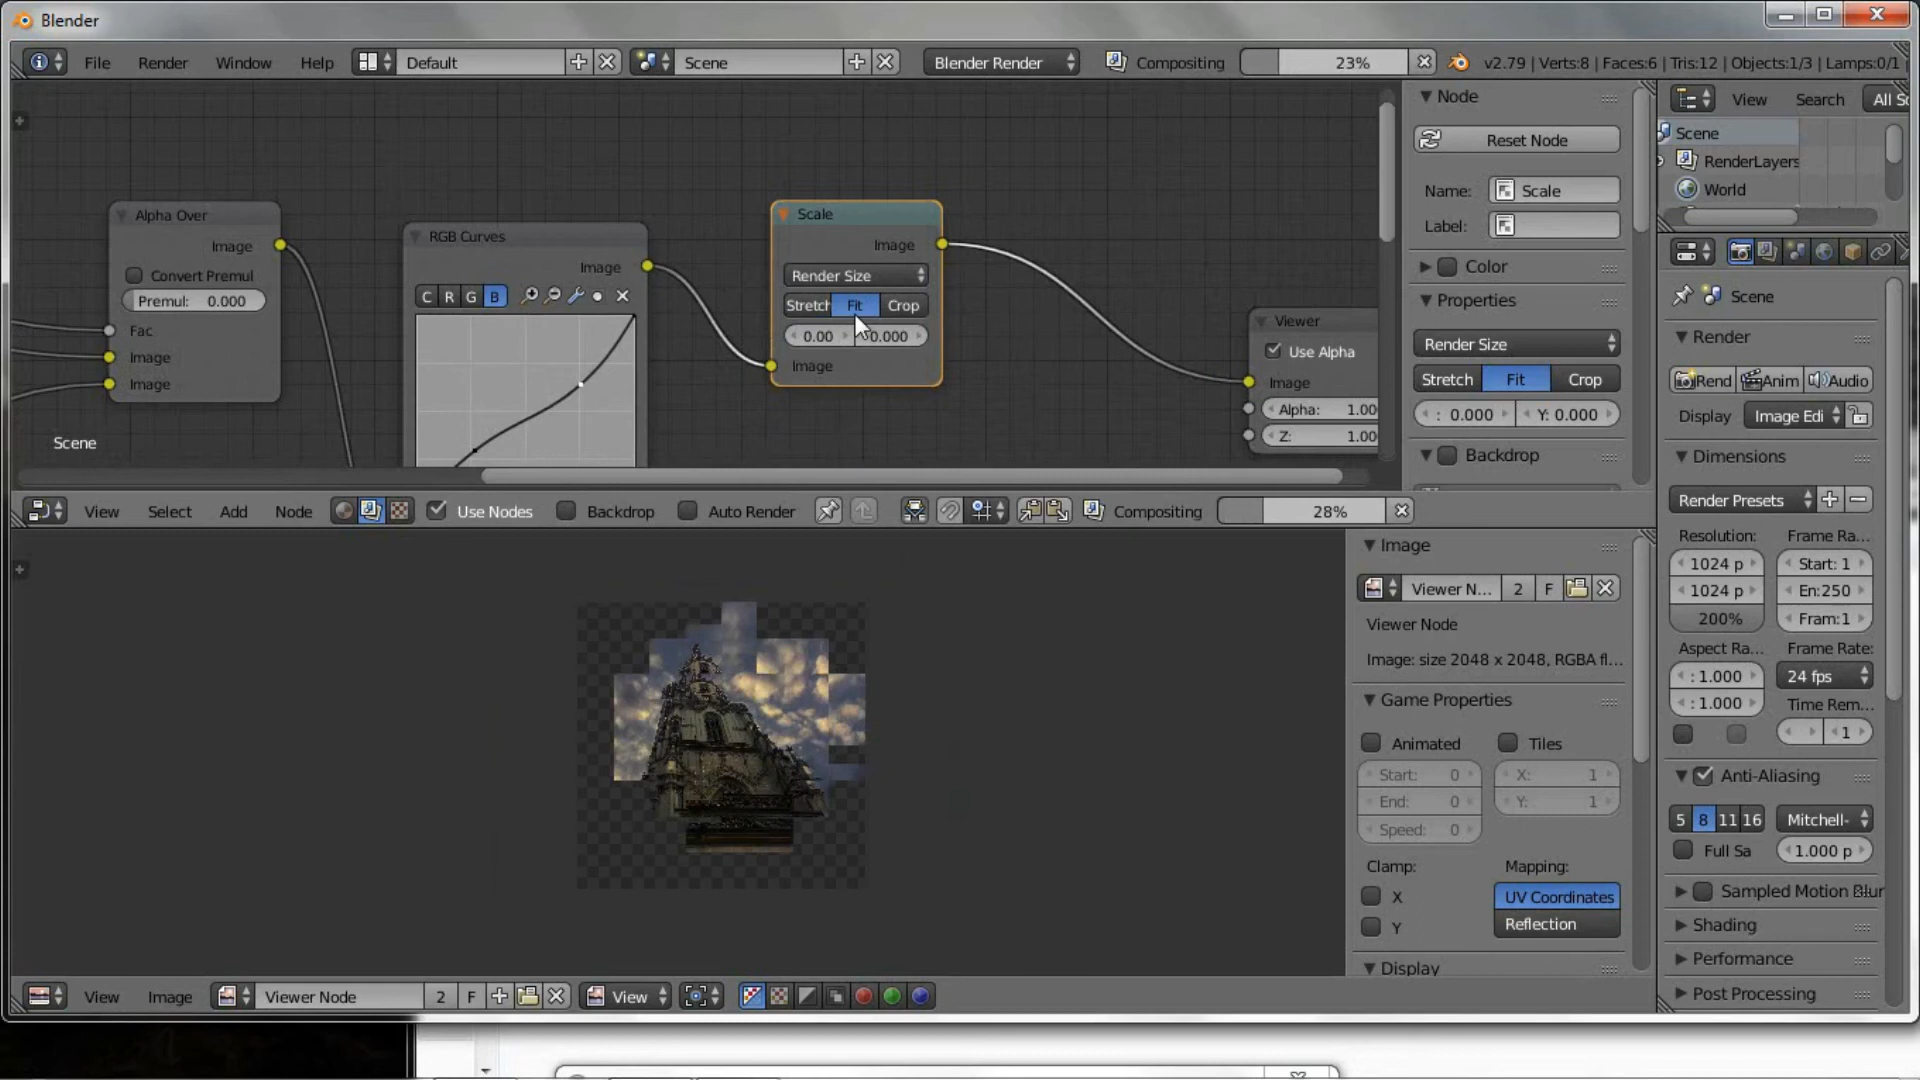 Blender
File Render Window Help Default Scene Blender Render Compositing 23% v2.79 | Verts:8 | Faces:6 | Tris:12 | Objects:1/3 | Lamps:0/1
Alpha Over
Image
Convert Premul
Premul: 0.000
Fac
Image
Image
Scene
RGB Curves
Image
C R G B
Scale
Image
Render Size
Stretch Fit Crop
0.00 0.000
Image
Viewer
Use Alpha
Image
Alpha: 1.00
Z: 1.00
Node
Reset Node
Name: Scale
Label:
Color
Properties
Render Size
Stretch Fit Crop
: 0.000 Y: 0.000
Backdrop
View Search All Sc
Scene
RenderLayers
World
Scene
Render
Rend Anim Audio
Display Image Edi
Dimensions
Render Presets
Resolution: Frame Ra...
1024 p Start: 1
1024 p En:250
200% Fram:1
Aspect Ra... Frame Rate:
: 1.000 24 fps
: 1.000 Time Rem...
1
Anti-Aliasing
5 8 11 16 Mitchell-
Full Sa 1.000 p
Sampled Motion Blur
Shading
Performance
Post Processing
View Select Add Node Use Nodes Backdrop Auto Render Compositing 28%
Image
Viewer N... 2 F
Viewer Node
Image: size 2048 x 2048, RGBA fl...
Game Properties
Animated Tiles
Start: 0 X: 1
End: 0 Y: 1
Speed: 0
Clamp: Mapping:
X UV Coordinates
Y Reflection
Display
View Image Viewer Node 2 F View